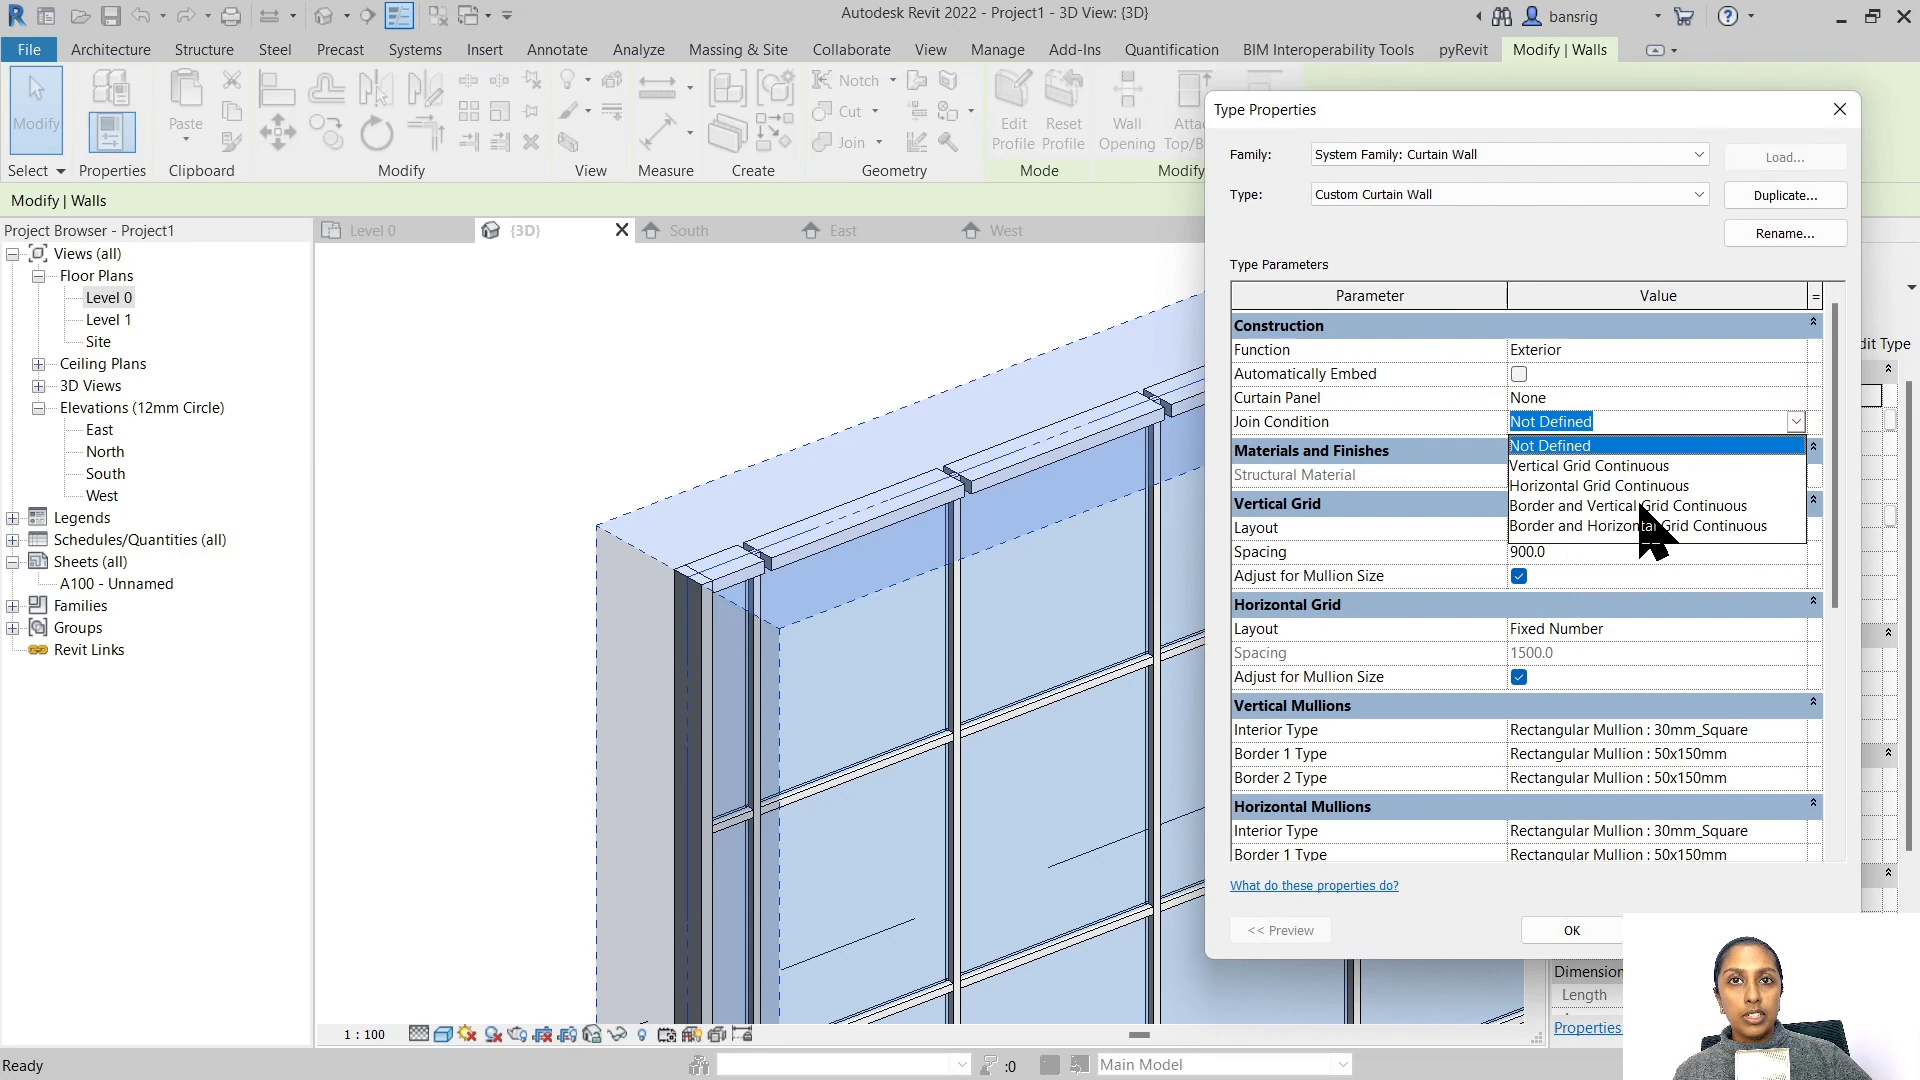 Autodesk Revit 2022 - Project1 - 3D View: {3D}
bansrig
File
Architecture
Structure
Steel
Precast
Systems
Insert
Annotate
Analyze
Massing & Site
Collaborate
View
Manage
Add-Ins
Quantification
BIM Interoperability Tools
pyRevit
Modify | Walls
Modify
Paste
Notch
Cut
Join
Edit Profile
Reset Profile
Wall Opening
Select
Properties
Clipboard
Modify
View
Measure
Create
Geometry
Mode
Modify | Walls
Project Browser - Project1
Views (all)
Floor Plans
Level 0
Level 1
Site
Ceiling Plans
3D Views
Elevations (12mm Circle)
East
North
South
West
Legends
Schedules/Quantities (all)
Sheets (all)
A100 - Unnamed
Families
Groups
Revit Links
Level 0
{3D}
South
East
West
Type Properties
Family:
System Family: Curtain Wall
Load...
Type:
Custom Curtain Wall
Duplicate...
Rename...
Type Parameters
Parameter
Value
=
Construction
Function
Exterior
Automatically Embed
Curtain Panel
None
Join Condition
Not Defined
Not Defined
Vertical Grid Continuous
Horizontal Grid Continuous
Border and Vertical Grid Continuous
Border and Horizontal Grid Continuous
Materials and Finishes
Structural Material
Vertical Grid
Layout
Spacing
900.0
Adjust for Mullion Size
Horizontal Grid
Layout
Fixed Number
Spacing
1500.0
Adjust for Mullion Size
Vertical Mullions
Interior Type
Rectangular Mullion : 30mm_Square
Border 1 Type
Rectangular Mullion : 50x150mm
Border 2 Type
Rectangular Mullion : 50x150mm
Horizontal Mullions
Interior Type
Rectangular Mullion : 30mm_Square
Border 1 Type
Rectangular Mullion : 50x150mm
What do these properties do?
<< Preview
OK
dit Type
Dimension
Length
Properties
1 : 100
Ready
:0
Main Model